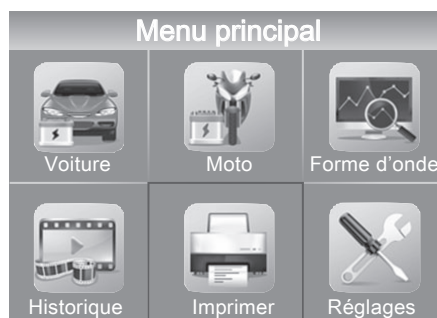 Menu principal
Voiture
Moto
Forme d'onde
Historique
Imprimer
Réglages